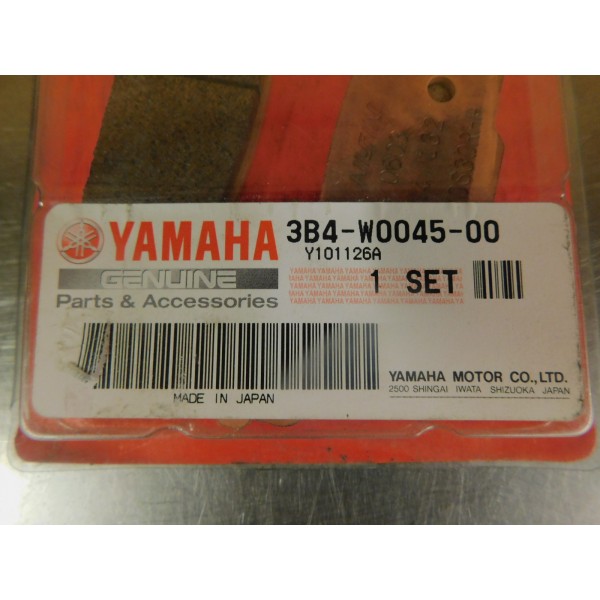 YAMAHA
GENUINE
Parts & Accessories
3B4-W0045-00
Y101126A
1 SET
MADE IN JAPAN
YAMAHA MOTOR CO.,LTD.
2500 SHINGAI IWATA SHIZUOKA JAPAN